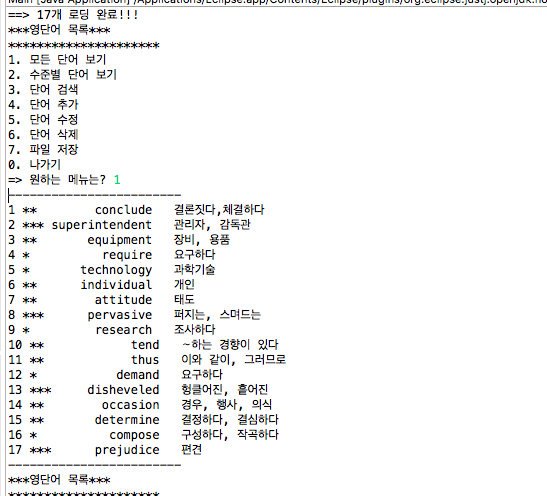 Main [Java Application] /Applications/Eclipse.app/Contents/Eclipse/plugins/org.eclipse.justj.openjdk.ho
==> 17개 로딩 완료!!!
***영단어 목록***
*********************
1. 모든 단어 보기
2. 수준별 단어 보기
3. 단어 검색
4. 단어 추가
5. 단어 수정
6. 단어 삭제
7. 파일 저장
0. 나가기
=> 원하는 메뉴는? 1
------------------------
1 ** conclude 결론짓다,체결하다
2 *** superintendent 관리자, 감독관
3 ** equipment 장비, 용품
4 * require 요구하다
5 * technology 과학기술
6 ** individual 개인
7 ** attitude 태도
8 *** pervasive 퍼지는, 스며드는
9 * research 조사하다
10 ** tend ~하는 경향이 있다
11 ** thus 이와 같이, 그러므로
12 * demand 요구하다
13 *** disheveled 헝클어진, 흩어진
14 ** occasion 경우, 행사, 의식
15 ** determine 결정하다, 결심하다
16 * compose 구성하다, 작곡하다
17 *** prejudice 편견
------------------------
***영단어 목록***
*********************